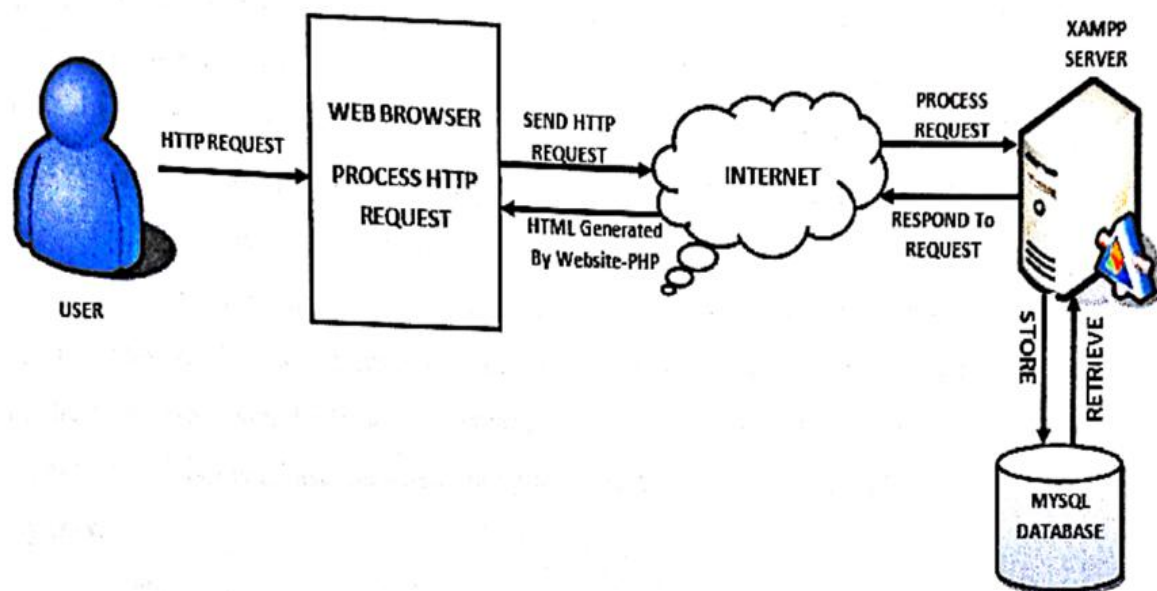 XAMPP
SERVER
HTTP REQUEST
WEB BROWSER
PROCESS HTTP
REQUEST
SEND HTTP
REQUEST
INTERNET
PROCESS
REQUEST
HTML Generated
By Website-PHP
RESPOND To
REQUEST
USER
STORE
RETRIEVE
MYSQL
DATABASE